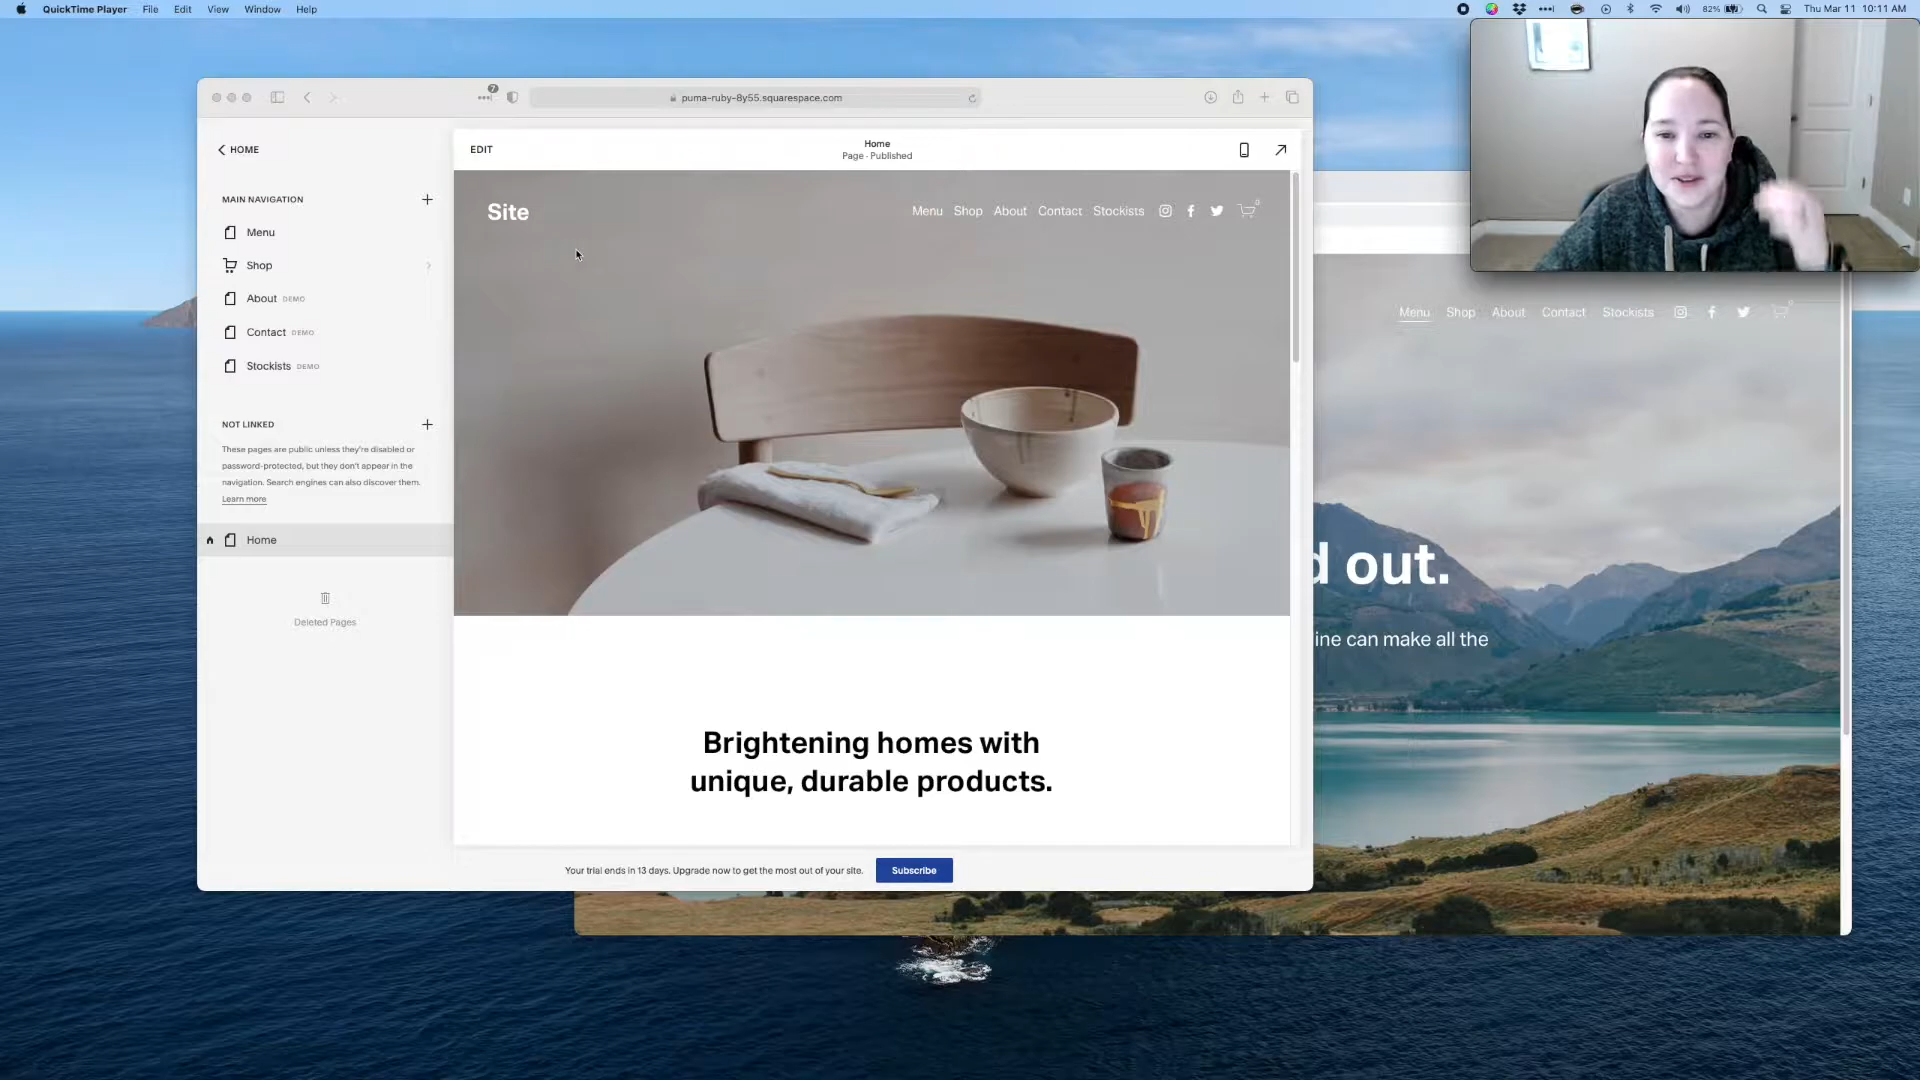 QuickTime Player File Edit View Window Help
82% Thu Mar 11 10:11 AM
7
puma-ruby-8y55.squarespace.com
HOME
MAIN NAVIGATION
Menu
Shop
About DEMO
Contact DEMO
Stockists DEMO
NOT LINKED
These pages are public unless they're disabled or
password-protected, but they don't appear in the
navigation. Search engines can also discover them.
Learn more
Home
Deleted Pages
EDIT
Home
Page · Published
Site
Menu Shop About Contact Stockists
0
Brightening homes with
unique, durable products.
Your trial ends in 13 days. Upgrade now to get the most out of your site. Subscribe
Menu Shop About Contact Stockists
out.
can make all the